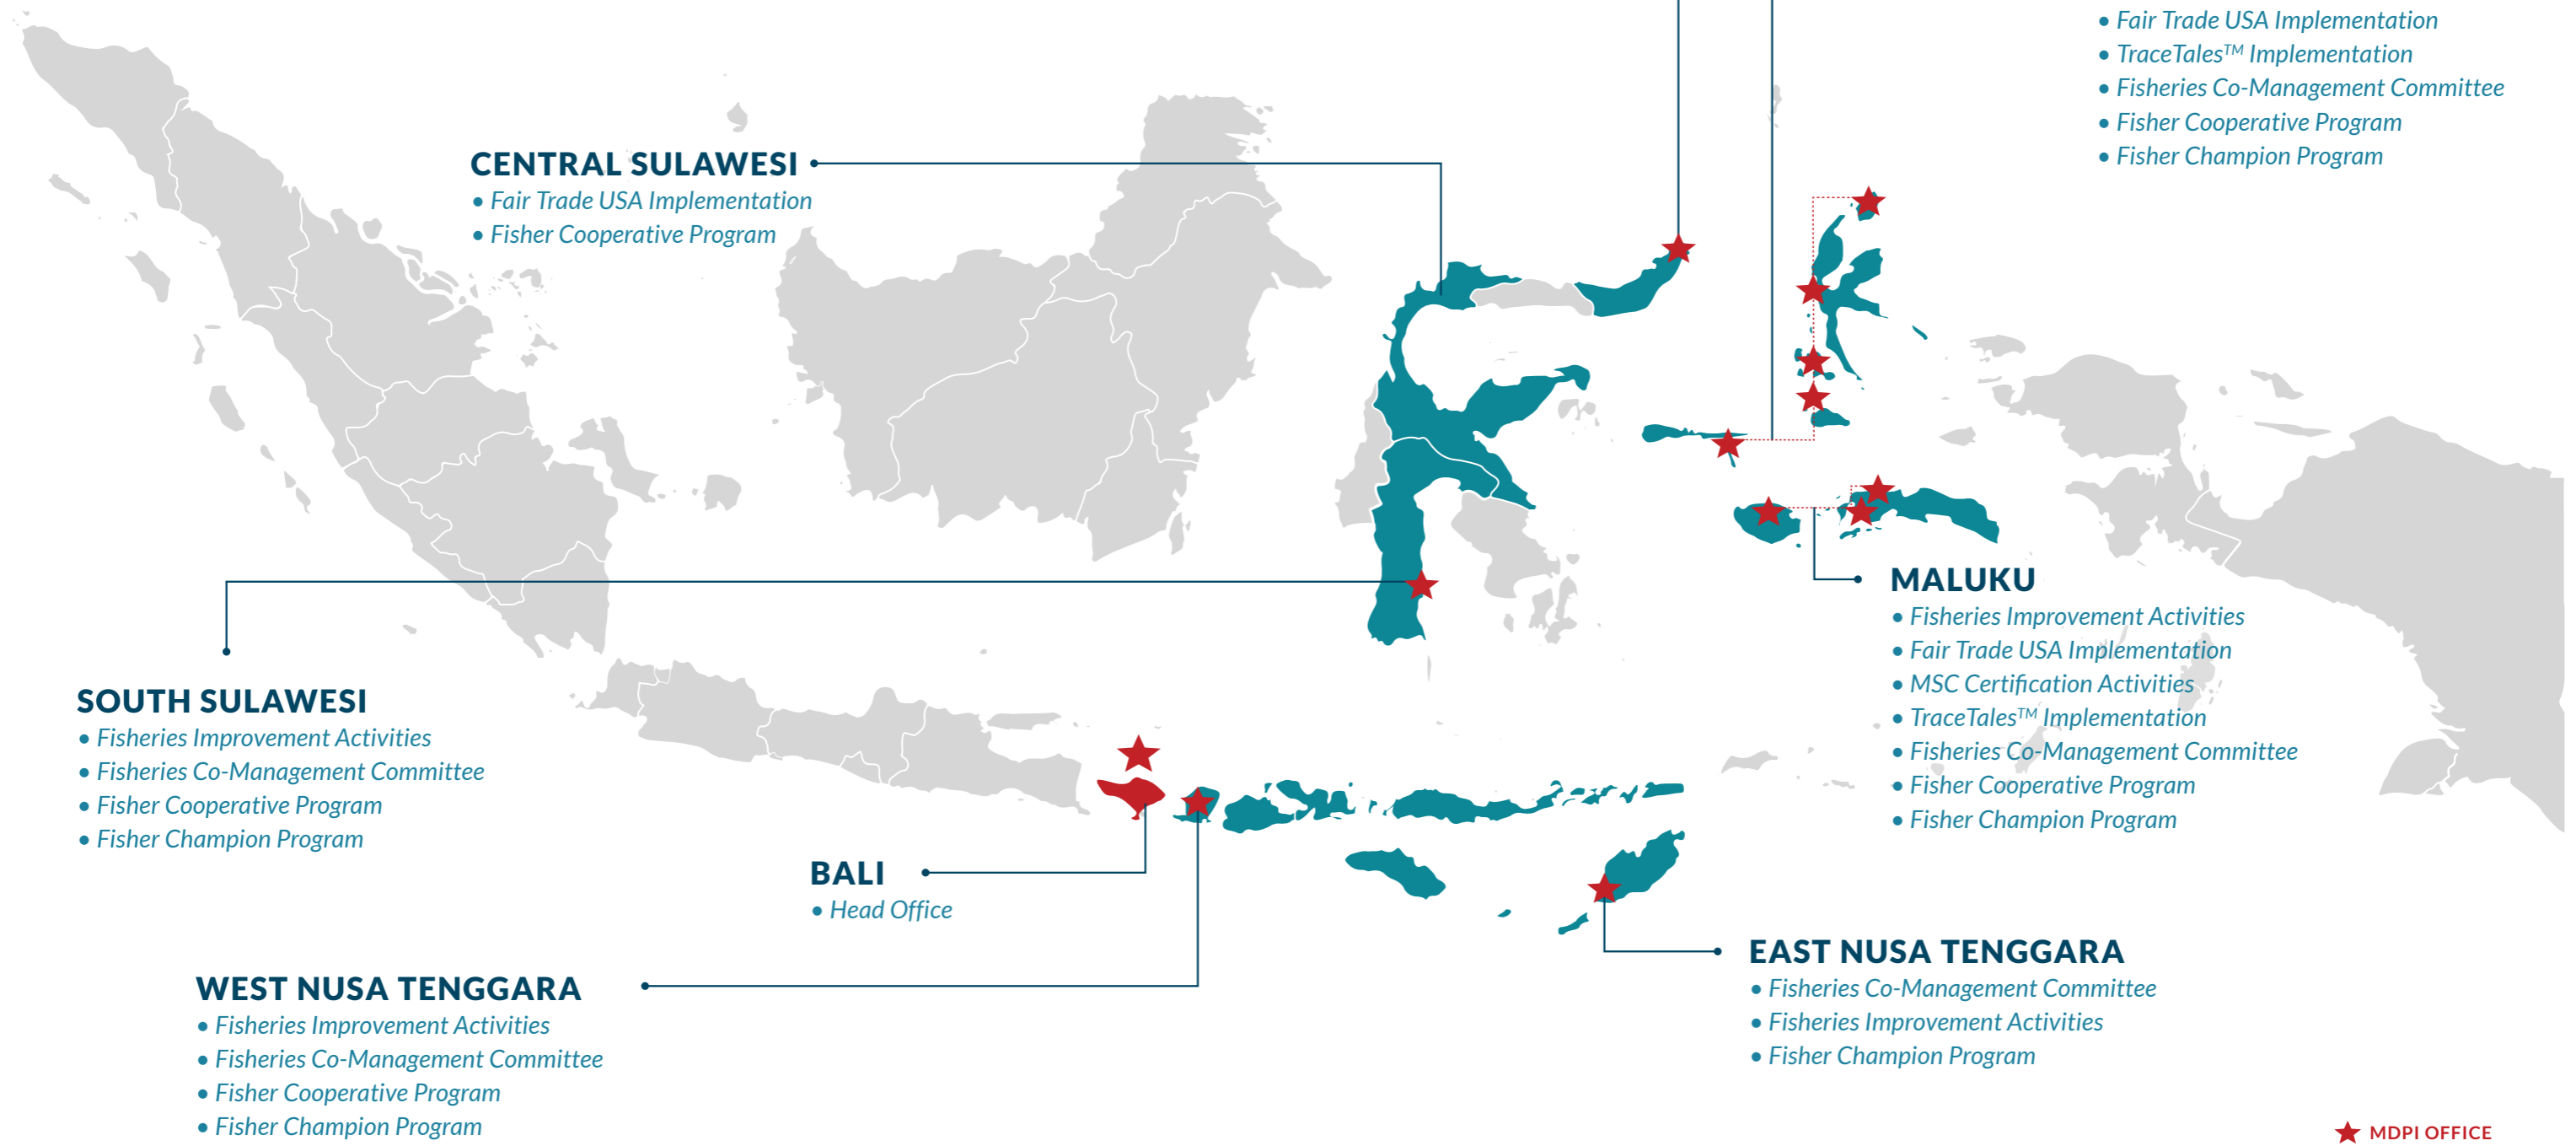 • Fair Trade USA Implementation
• TraceTales™ Implementation
• Fisheries Co-Management Committee
• Fisher Cooperative Program
• Fisher Champion Program
CENTRAL SULAWESI
• Fair Trade USA Implementation
• Fisher Cooperative Program
MALUKU
• Fisheries Improvement Activities
• Fair Trade USA Implementation
• MSC Certification Activities
• TraceTales™ Implementation
• Fisheries Co-Management Committee
• Fisher Cooperative Program
• Fisher Champion Program
SOUTH SULAWESI
• Fisheries Improvement Activities
• Fisheries Co-Management Committee
• Fisher Cooperative Program
• Fisher Champion Program
BALI
• Head Office
EAST NUSA TENGGARA
• Fisheries Co-Management Committee
• Fisheries Improvement Activities
• Fisher Champion Program
WEST NUSA TENGGARA
• Fisheries Improvement Activities
• Fisheries Co-Management Committee
• Fisher Cooperative Program
• Fisher Champion Program
MDPI OFFICE